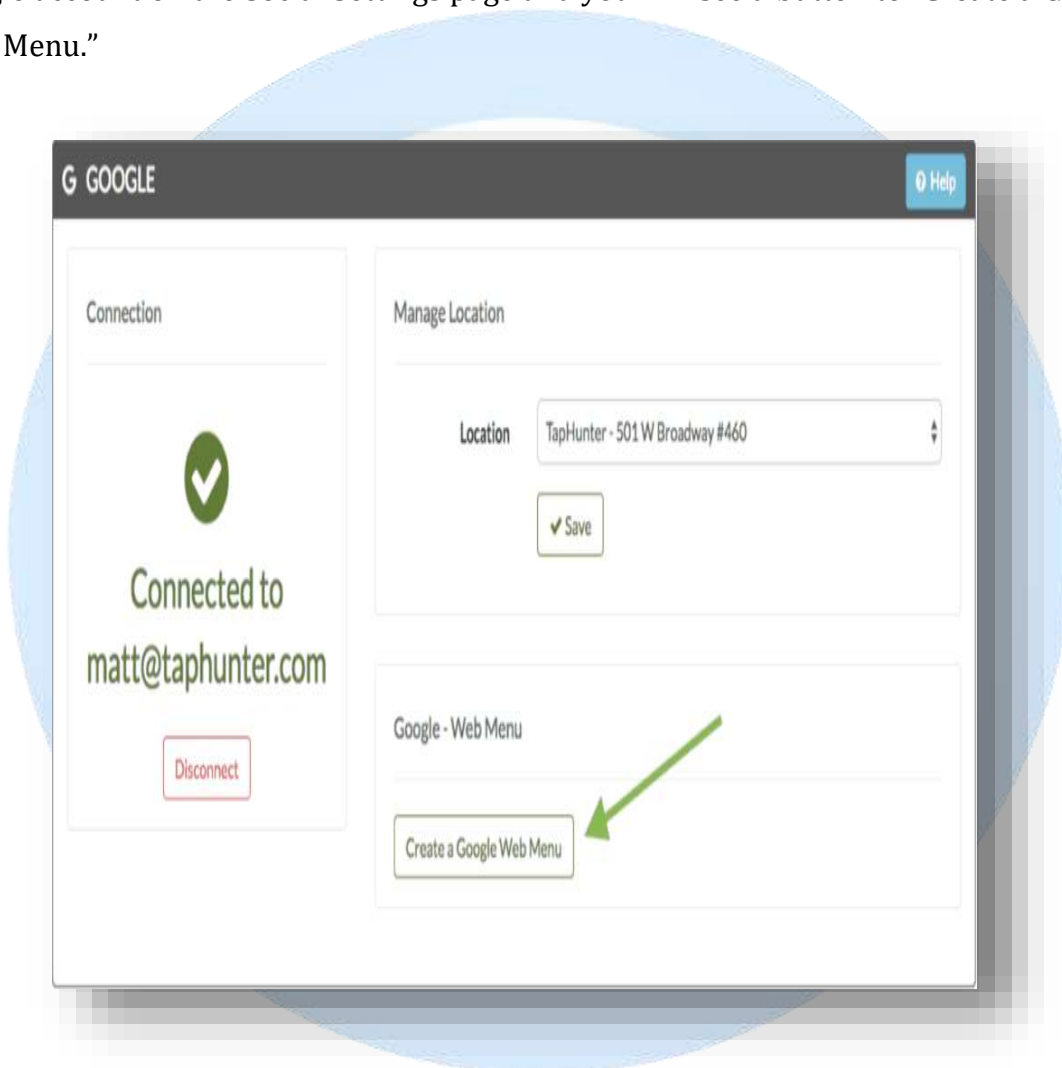 Menu.”
G GOOGLE
Help
Connection
Connected to
matt@taphunter.com
Disconnect
Manage Location
Location TapHunter - 501 W Broadway #460
✔ Save
Google - Web Menu
Create a Google Web Menu